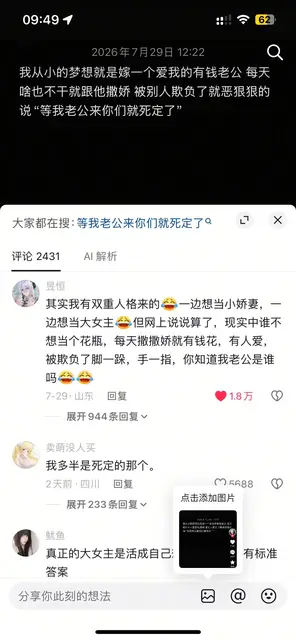 09:49
62
2026年7月29日 12:22
我从小的梦想就是嫁一个爱我的有钱老公 每天
啥也不干就跟他撒娇 被别人欺负了就恶狠狠的
说 “等我老公来你们就死定了”
大家都在搜：等我老公来你们就死定了
评论 2431
AI 解析
昱恒
其实我有双重人格来的😂一边想当小娇妻，一
边想当大女主😂但网上说说算了，现实中谁不
想当个花瓶，每天撒撒娇就有钱花，有人爱，
被欺负了脚一跺，手一指，你知道我老公是谁
吗😂😂
7-29 · 山东 回复 1.8万
展开944条回复
卖萌没人买
我多半是死定的那个。
2天前 · 四川 回复 5688
展开233条回复
点击添加图片
鱿鱼
真正的大女主是活成自己
有标准
答案
分享你此刻的想法